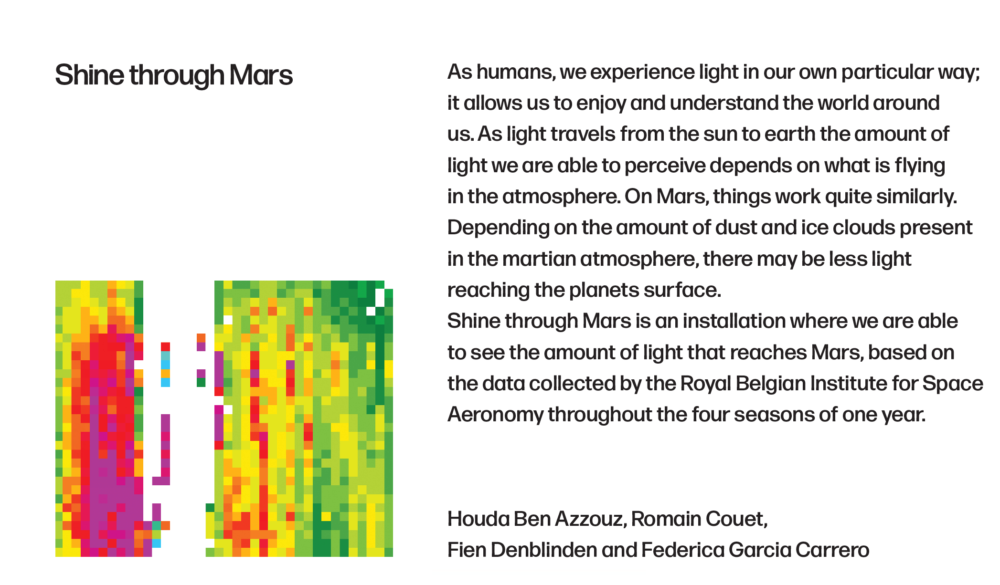 Shine through Mars
As humans, we experience light in our own particular way;
it allows us to enjoy and understand the world around
us. As light travels from the sun to earth the amount of
light we are able to perceive depends on what is flying
in the atmosphere. On Mars, things work quite similarly.
Depending on the amount of dust and ice clouds present
in the martian atmosphere, there may be less light
reaching the planets surface.
Shine through Mars is an installation where we are able
to see the amount of light that reaches Mars, based on
the data collected by the Royal Belgian Institute for Space
Aeronomy throughout the four seasons of one year.
Houda Ben Azzouz, Romain Couet,
Fien Denblinden and Federica Garcia Carrero